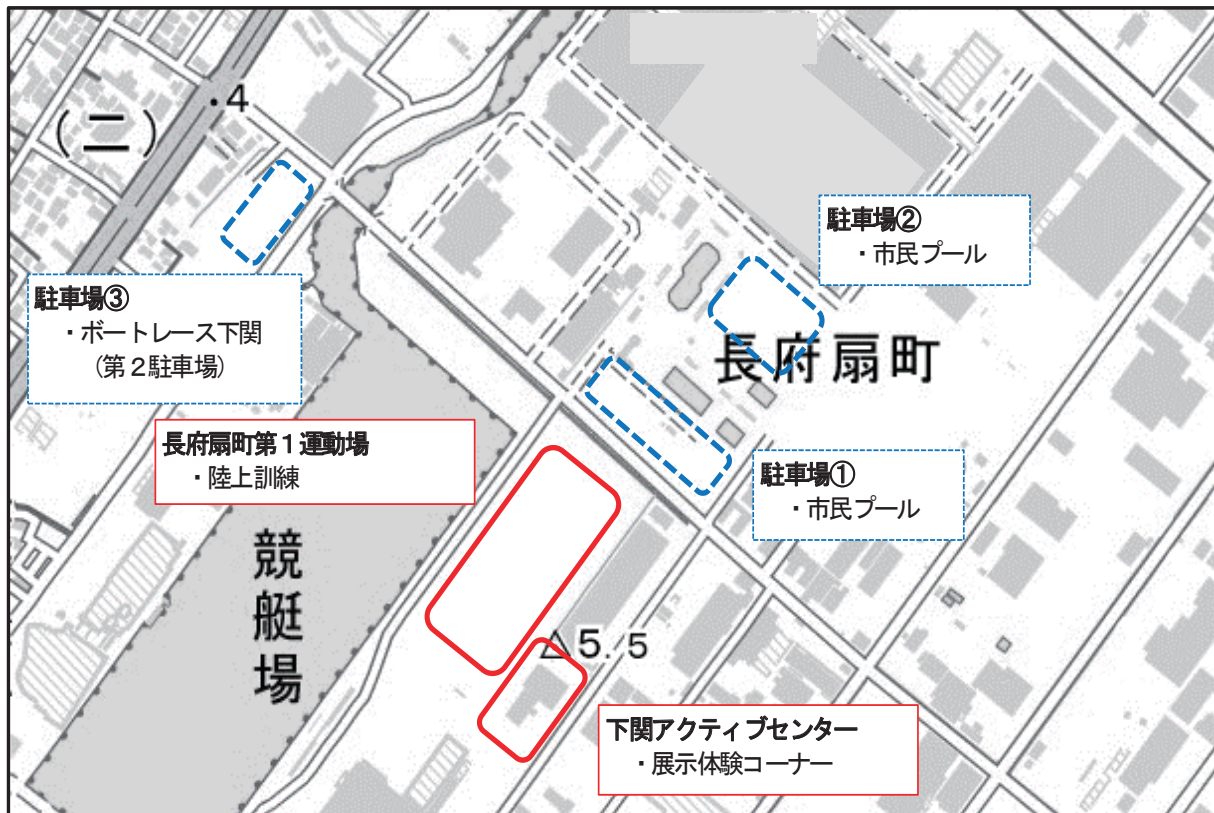 (二)
・4
駐車場②
・市民プール
駐車場③
・ボートレース下関
(第2駐車場)
長府扇町
長府扇町第1運動場
・陸上訓練
駐車場①
・市民プール
競艇場
△5.5
下関アクティブセンター
・展示体験コーナー